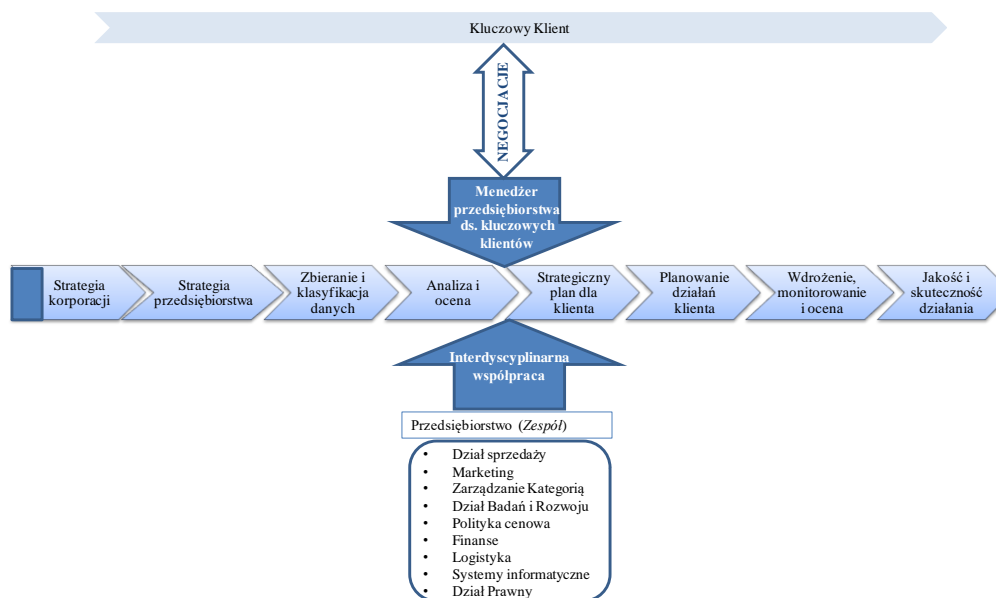 Kluczowy Klient
NEGOCJACJE
Menedżer
przedsiębiorstwa
ds. kluczowych
klientów
Strategia
korporacji
Strategia
przedsiębiorstwa
Zbieranie i
klasyfikacja
danych
Analiza i
ocena
Strategiczny
plan dla
klienta
Planowanie
działań
klienta
Wdrożenie,
monitorowanie
i ocena
Jakość i
skuteczność
działania
Interdyscyplinarna
współpraca
Przedsiębiorstwo (Zespół)
• Dział sprzedaży
• Marketing
• Zarządzanie Kategorią
• Dział Badań i Rozwoju
• Polityka cenowa
• Finanse
• Logistyka
• Systemy informatyczne
• Dział Prawny